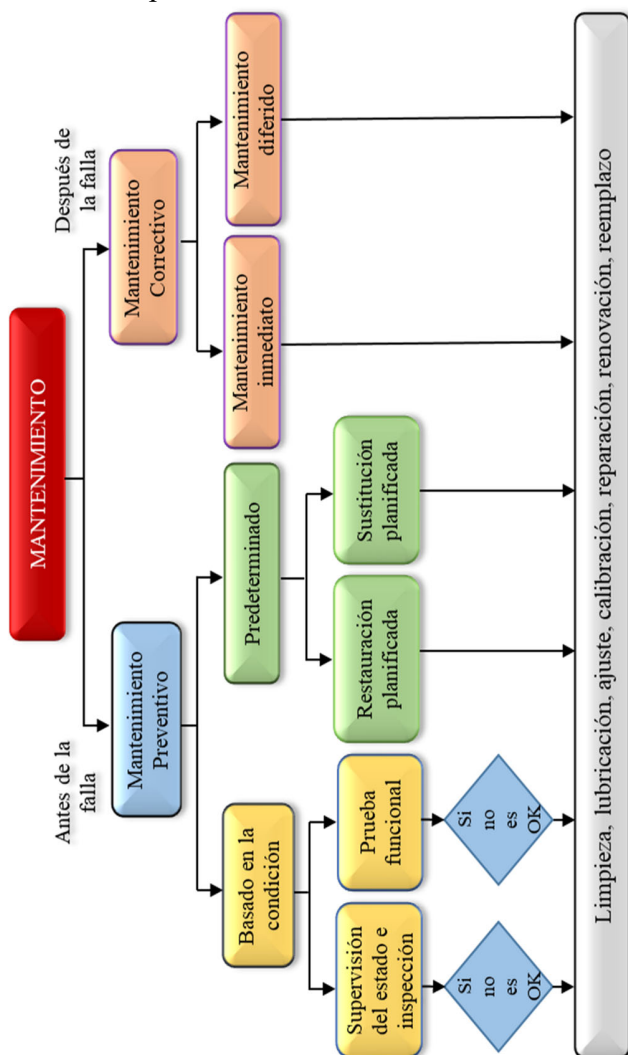 MANTENIMIENTO
Antes de la
falla
Después de
la falla
Mantenimiento
Preventivo
Mantenimiento
Correctivo
Basado en la
condición
Predeterminado
Mantenimiento
inmediato
Mantenimiento
diferido
Supervisión
del estado e
inspección
Prueba
funcional
Restauración
planificada
Sustitución
planificada
Si
no
es
OK
Si
no
es
OK
Limpieza, lubricación, ajuste, calibración, reparación, renovación, reemplazo